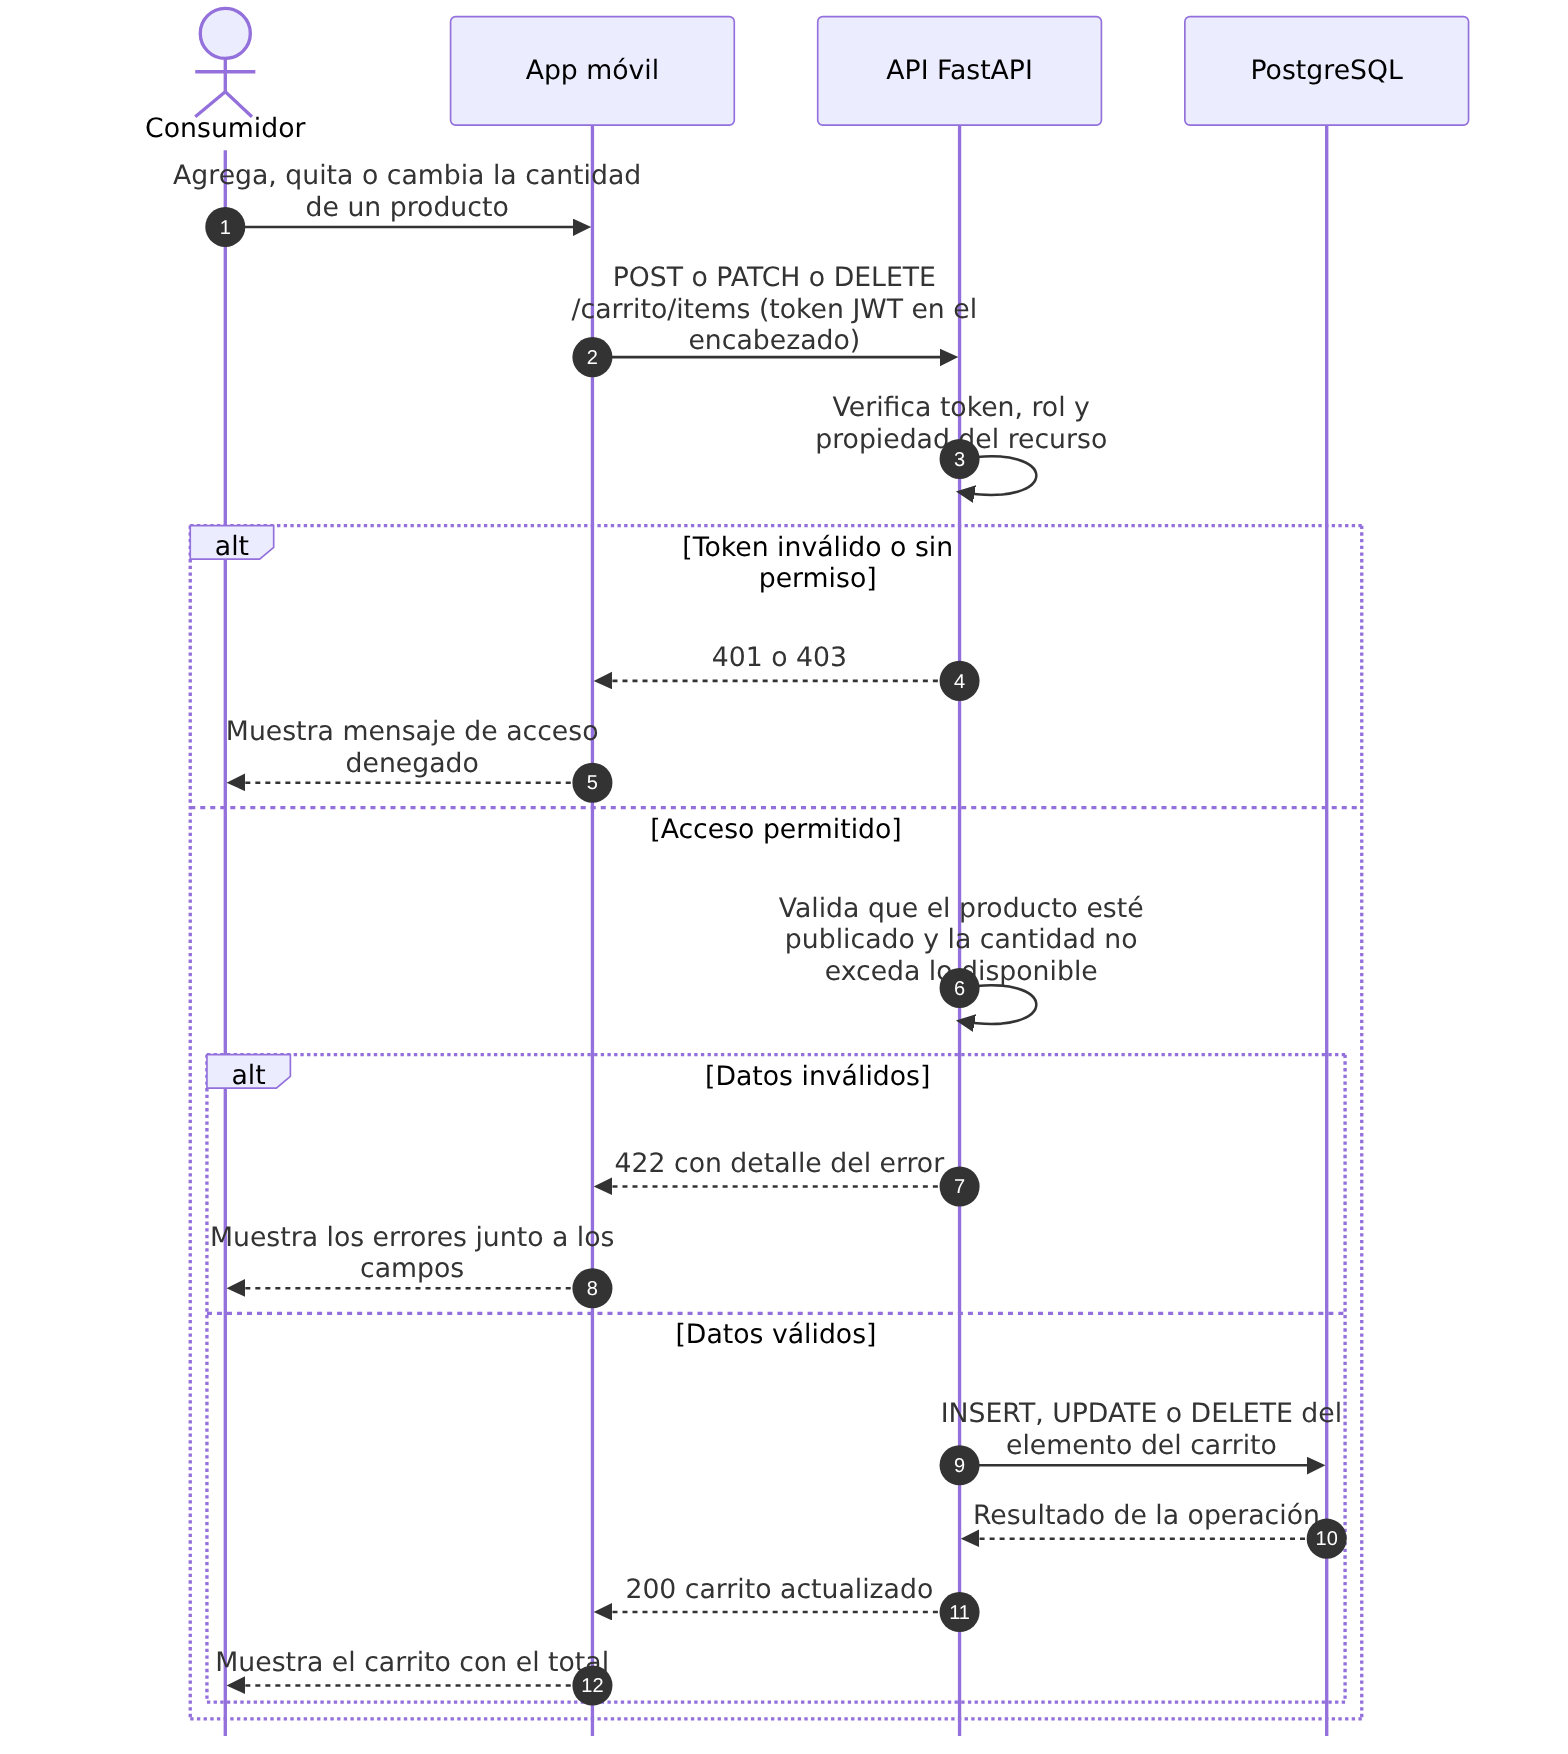 Consumidor
App móvil
API FastAPI
PostgreSQL
Agrega, quita o cambia la cantidad
de un producto
1
POST o PATCH o DELETE
/carrito/items (token JWT en el
encabezado)
2
Verifica token, rol y
propiedad del recurso
3
alt
[Token inválido o sin
permiso]
401 o 403
4
Muestra mensaje de acceso
denegado
5
[Acceso permitido]
Valida que el producto esté
publicado y la cantidad no
exceda lo disponible
6
alt
[Datos inválidos]
422 con detalle del error
7
Muestra los errores junto a los
campos
8
[Datos válidos]
INSERT, UPDATE o DELETE del
elemento del carrito
9
Resultado de la operación
10
200 carrito actualizado
11
Muestra el carrito con el total
12